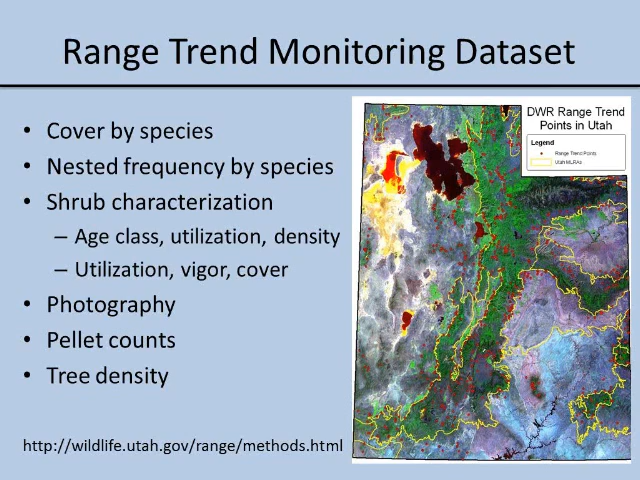 Range Trend Monitoring Dataset
• Cover by species
• Nested frequency by species
• Shrub characterization
– Age class, utilization, density
– Utilization, vigor, cover
• Photography
• Pellet counts
• Tree density
http://wildlife.utah.gov/range/methods.html
DWR Range Trend
Points in Utah
Legend
Range Trend Points
Utah MLRAs